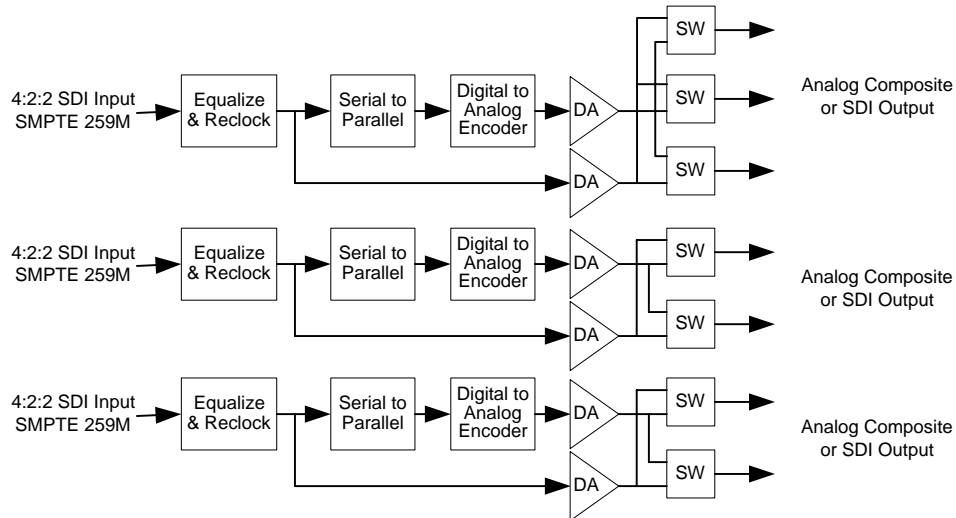 4:2:2 SDI Input
SMPTE 259M
Equalize
& Reclock
Serial to
Parallel
Digital to
Analog
Encoder
DA
DA
SW
SW
SW
Analog Composite
or SDI Output
4:2:2 SDI Input
SMPTE 259M
Equalize
& Reclock
Serial to
Parallel
Digital to
Analog
Encoder
DA
DA
SW
SW
Analog Composite
or SDI Output
4:2:2 SDI Input
SMPTE 259M
Equalize
& Reclock
Serial to
Parallel
Digital to
Analog
Encoder
DA
DA
SW
SW
Analog Composite
or SDI Output